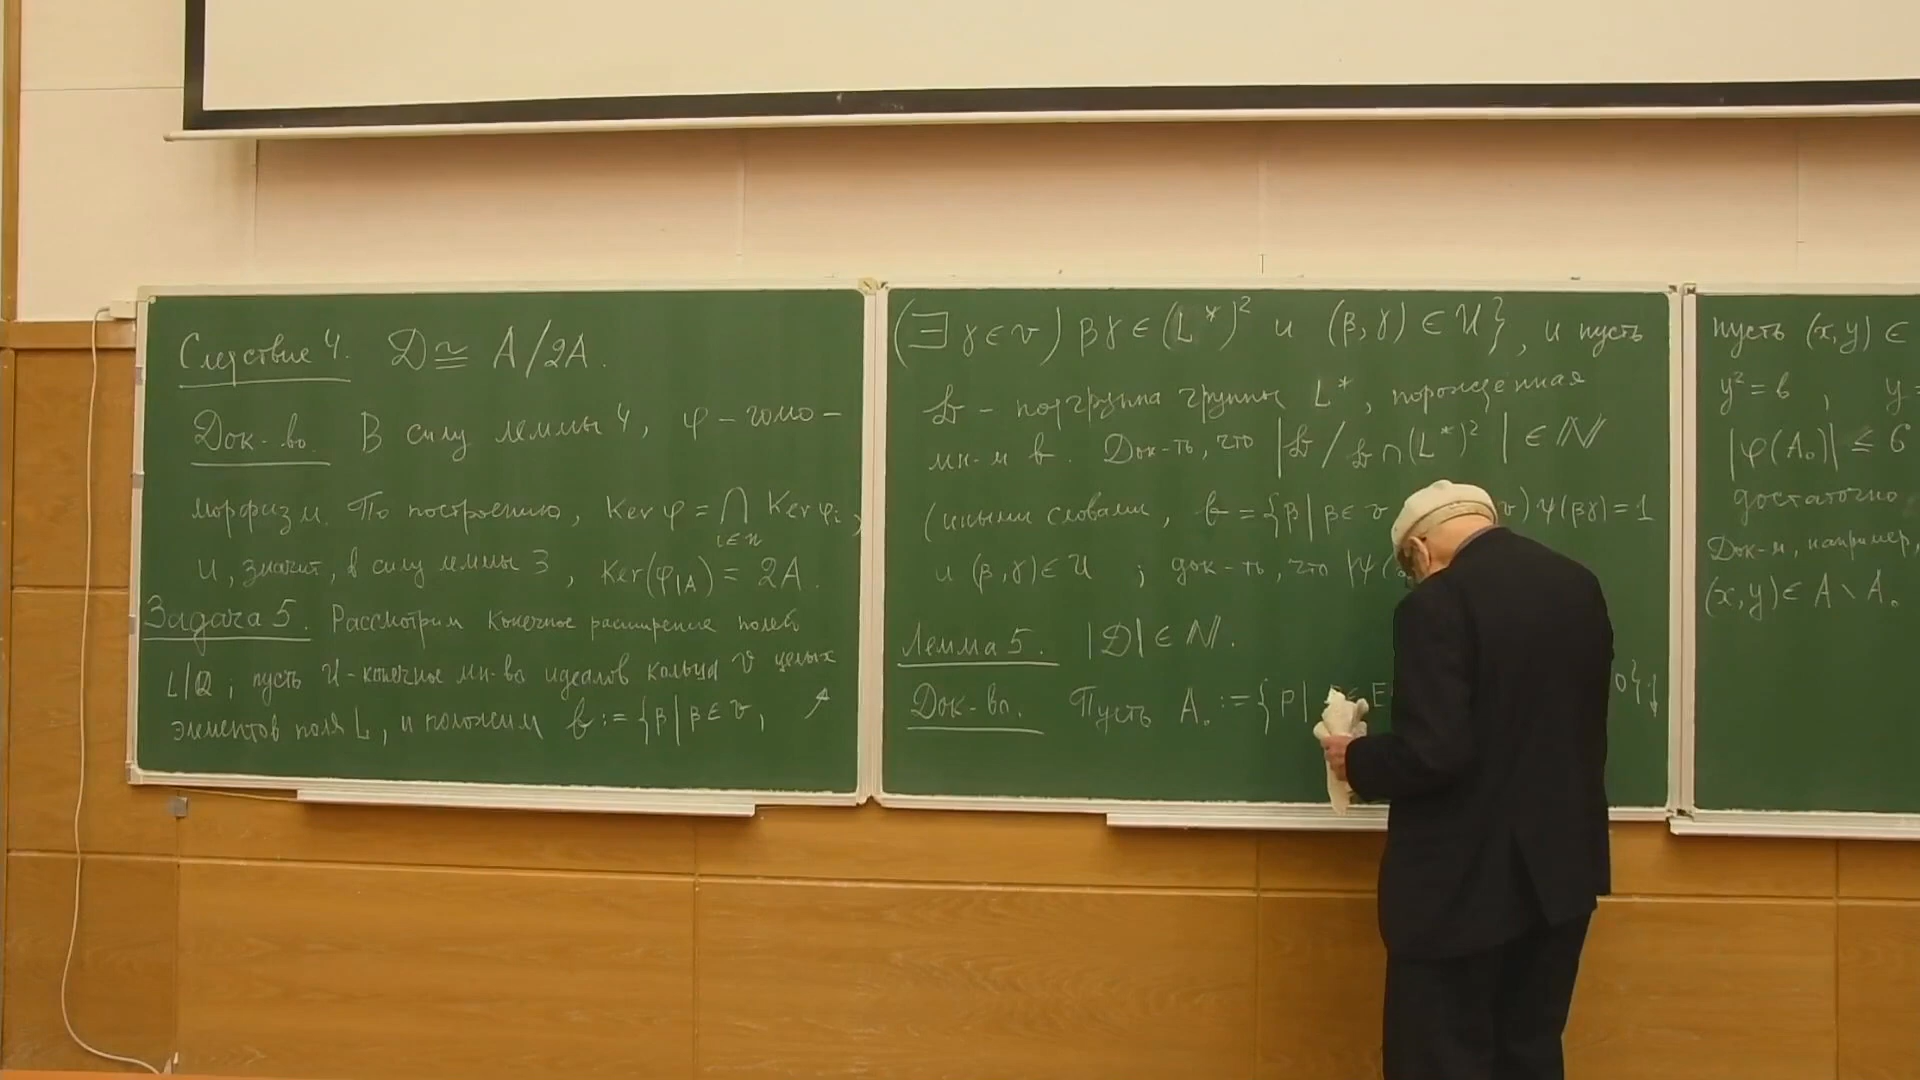 Следствие 4. D ≅ A/2A.
Док-во. В силу леммы 4, φ – гомо–
морфизм. По построению, Ker φ = ⋂ Ker φᵢ,
i∈n
и, значит, в силу леммы 3, Ker(φ|A) = 2A.
Задача 5. Рассмотрим конечное расширение полей
L/Q; пусть U – конечное мн-во идеалов кольца v целых
элементов поля L, и положим b := {β | β ∈ v,
(∃ γ ∈ v) βγ ∈ (L*)² и (β, γ) ∈ U}, и пусть
b – подгруппа группы L*, порожденная
мн-м b. Док-ть, что |b / b ∩ (L*)²| ∈ ℕ
(иными словами, b = {β | β ∈ v v) ψ(βγ) = 1
и (β, γ) ∈ U ; док-ть, что |ψ(
Лемма 5. |D| ∈ ℕ.
Док-во. Пусть A₀ := {P | P ∈ E 0};
пусть (x, y) ∈
y² = b , y =
|φ(A₀)| ≤ 6
достаточно
Док-м, например,
(x, y) ∈ A \ A₀